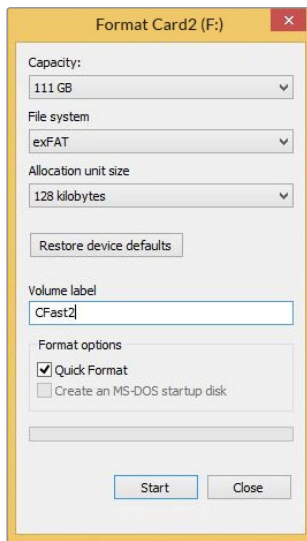 Format Card2 (F:)
Capacity:
111 GB
File system
exFAT
Allocation unit size
128 kilobytes
Restore device defaults
Volume label
CFast2
Format options
Quick Format
Create an MS-DOS startup disk
Start Close